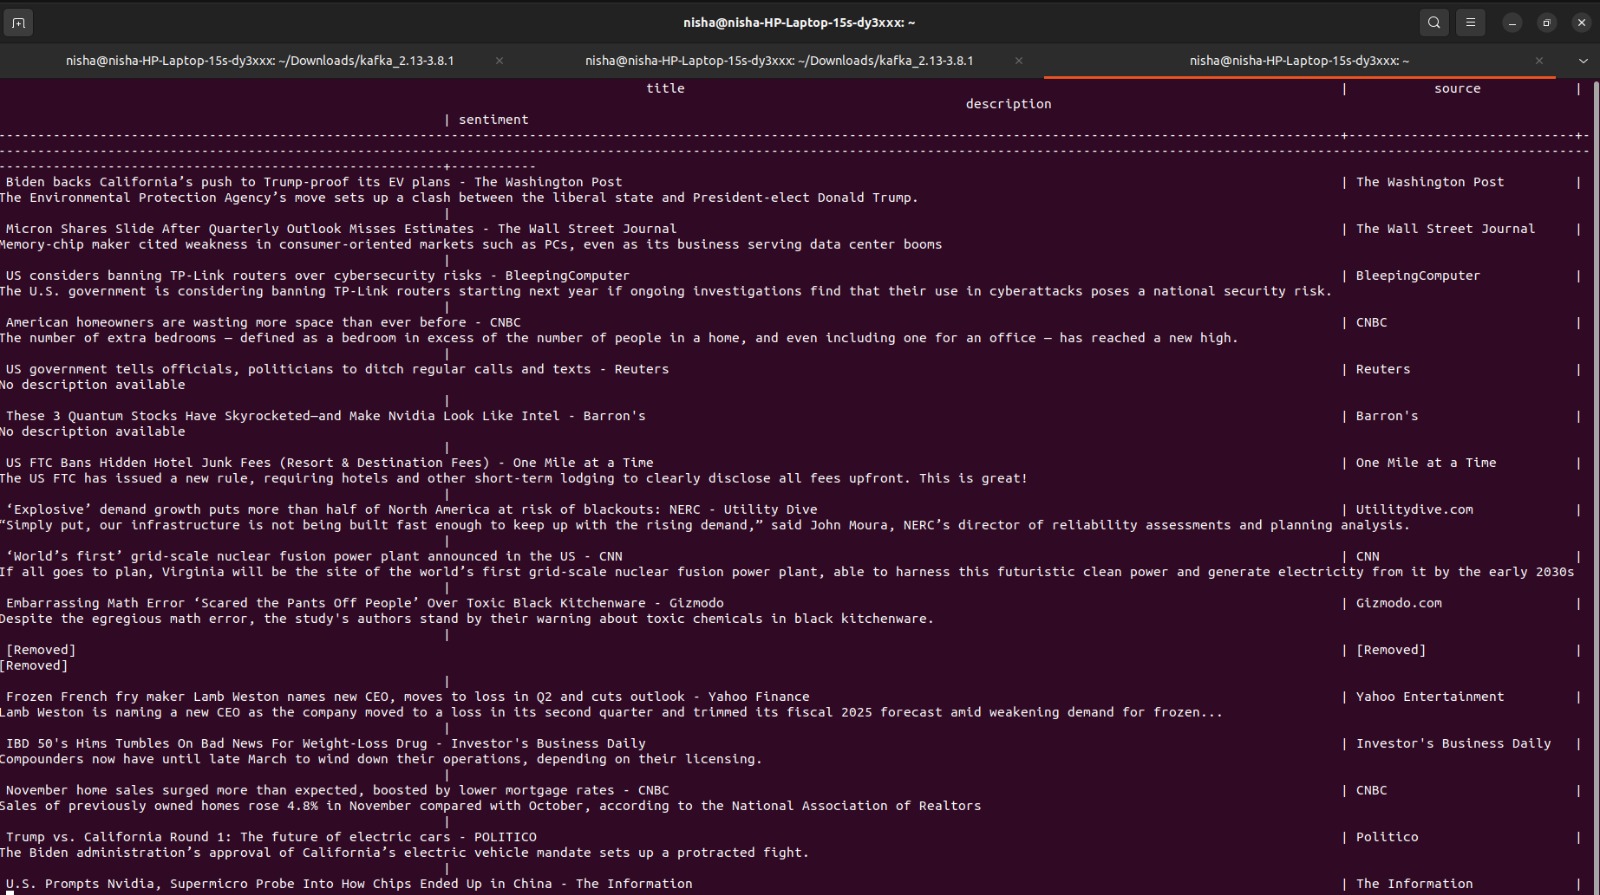 nisha@nisha-HP-Laptop-15s-dy3xxx: ~
nisha@nisha-HP-Laptop-15s-dy3xxx: ~/Downloads/kafka_2.13-3.8.1
nisha@nisha-HP-Laptop-15s-dy3xxx: ~/Downloads/kafka_2.13-3.8.1
nisha@nisha-HP-Laptop-15s-dy3xxx: ~
title | source |
description
| sentiment
Biden backs California’s push to Trump-proof its EV plans - The Washington Post | The Washington Post |
The Environmental Protection Agency’s move sets up a clash between the liberal state and President-elect Donald Trump.
|
Micron Shares Slide After Quarterly Outlook Misses Estimates - The Wall Street Journal | The Wall Street Journal |
Memory-chip maker cited weakness in consumer-oriented markets such as PCs, even as its business serving data center booms
|
US considers banning TP-Link routers over cybersecurity risks - BleepingComputer | BleepingComputer |
The U.S. government is considering banning TP-Link routers starting next year if ongoing investigations find that their use in cyberattacks poses a national security risk.
|
American homeowners are wasting more space than ever before - CNBC | CNBC |
The number of extra bedrooms — defined as a bedroom in excess of the number of people in a home, and even including one for an office — has reached a new high.
|
US government tells officials, politicians to ditch regular calls and texts - Reuters | Reuters |
No description available
|
These 3 Quantum Stocks Have Skyrocketed—and Make Nvidia Look Like Intel - Barron's | Barron's |
No description available
|
US FTC Bans Hidden Hotel Junk Fees (Resort & Destination Fees) - One Mile at a Time | One Mile at a Time |
The US FTC has issued a new rule, requiring hotels and other short-term lodging to clearly disclose all fees upfront. This is great!
|
‘Explosive’ demand growth puts more than half of North America at risk of blackouts: NERC - Utility Dive | Utilitydive.com |
“Simply put, our infrastructure is not being built fast enough to keep up with the rising demand,” said John Moura, NERC’s director of reliability assessments and planning analysis.
|
‘World’s first’ grid-scale nuclear fusion power plant announced in the US - CNN | CNN |
If all goes to plan, Virginia will be the site of the world’s first grid-scale nuclear fusion power plant, able to harness this futuristic clean power and generate electricity from it by the early 2030s
|
Embarrassing Math Error ‘Scared the Pants Off People’ Over Toxic Black Kitchenware - Gizmodo | Gizmodo.com |
Despite the egregious math error, the study's authors stand by their warning about toxic chemicals in black kitchenware.
|
[Removed] | [Removed] |
[Removed]
|
Frozen French fry maker Lamb Weston names new CEO, moves to loss in Q2 and cuts outlook - Yahoo Finance | Yahoo Entertainment |
Lamb Weston is naming a new CEO as the company moved to a loss in its second quarter and trimmed its fiscal 2025 forecast amid weakening demand for frozen...
|
IBD 50's Hims Tumbles On Bad News For Weight-Loss Drug - Investor's Business Daily | Investor's Business Daily |
Compounders now have until late March to wind down their operations, depending on their licensing.
|
November home sales surged more than expected, boosted by lower mortgage rates - CNBC | CNBC |
Sales of previously owned homes rose 4.8% in November compared with October, according to the National Association of Realtors
|
Trump vs. California Round 1: The future of electric cars - POLITICO | Politico |
The Biden administration’s approval of California’s electric vehicle mandate sets up a protracted fight.
|
U.S. Prompts Nvidia, Supermicro Probe Into How Chips Ended Up in China - The Information | The Information |